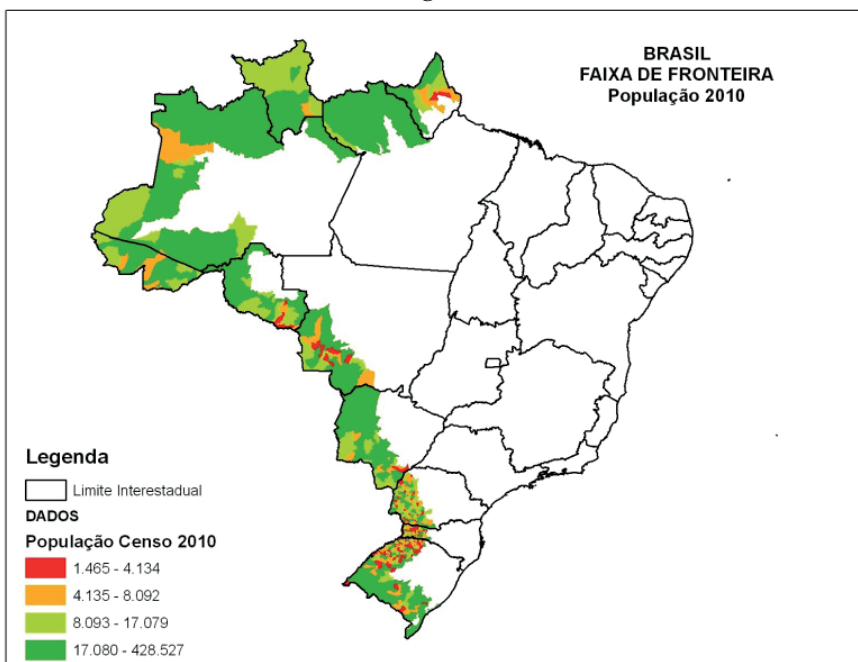 BRASIL
FAIXA DE FRONTEIRA
População 2010
Legenda
Limite Interestadual
DADOS
População Censo 2010
1.465 - 4.134
4.135 - 8.092
8.093 - 17.079
17.080 - 428.527